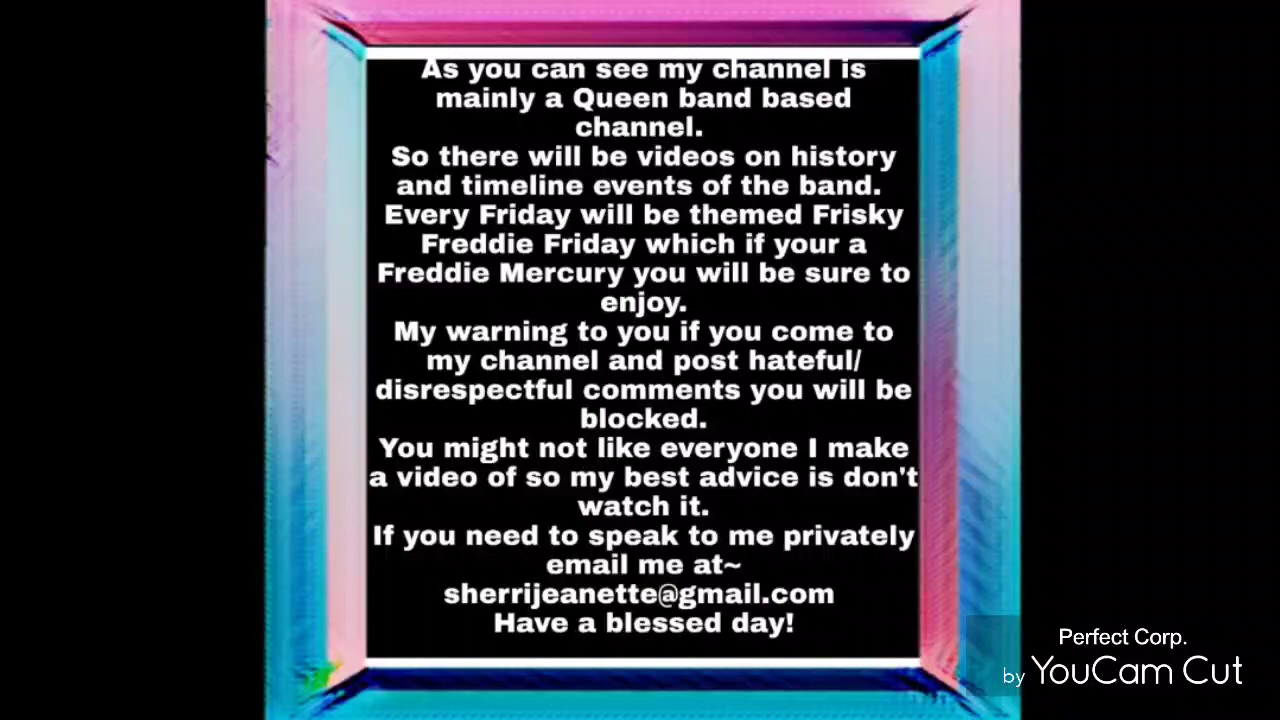 As you can see my channel is
mainly a Queen band based
channel.
So there will be videos on history
and timeline events of the band.
Every Friday will be themed Frisky
Freddie Friday which if your a
Freddie Mercury you will be sure to
enjoy.
My warning to you if you come to
my channel and post hateful/
disrespectful comments you will be
blocked.
You might not like everyone I make
a video of so my best advice is don't
watch it.
If you need to speak to me privately
email me at~
sherrijeanette@gmail.com
Have a blessed day!
Perfect Corp.
by YouCam Cut